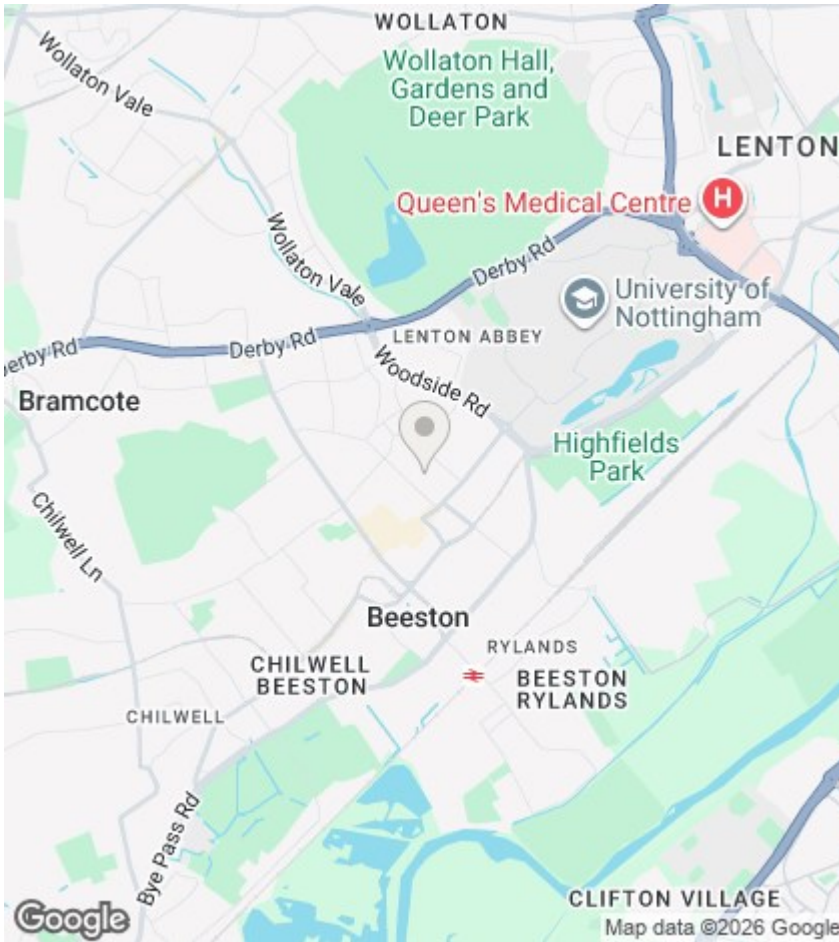 WOLLATON
Wollaton Vale
Wollaton Hall,
Gardens and
Deer Park
LENTON
Queen's Medical Centre
H
Wollaton Vale
Derby Rd
University of
Nottingham
Derby Rd
Derby Rd
LENTON ABBEY
Woodside Rd
Bramcote
Highfields
Park
Chilwell Ln
Beeston
RYLANDS
CHILWELL
BEESTON
BEESTON
RYLANDS
CHILWELL
Bye Pass Rd
CLIFTON VILLAGE
Google
Map data ©2026 Google